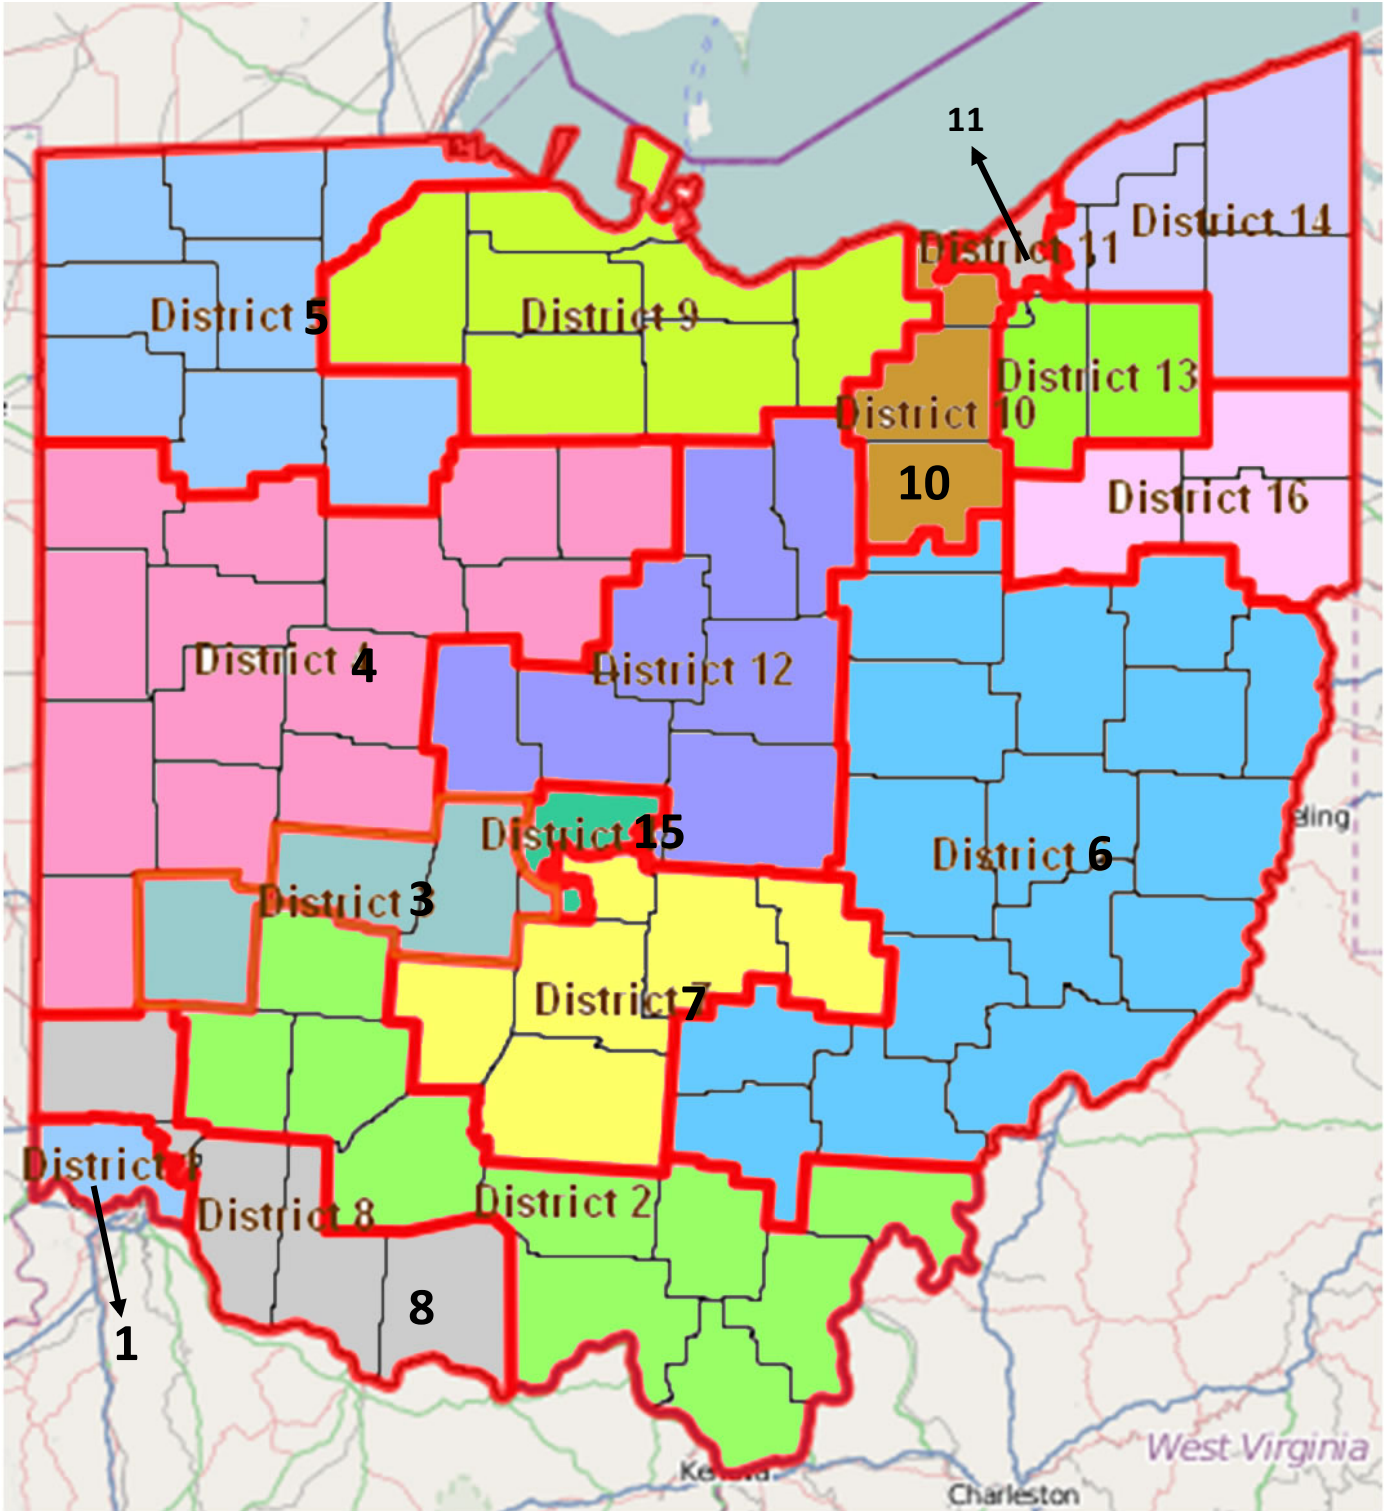 11
District 14
District 11
District 5
District 9
District 13
District 10
10
District 16
District 4
4
District 12
District 15
eling
District 6
District 3
District 7
District 1
District 8
District 2
8
1
West Virginia
Charleston